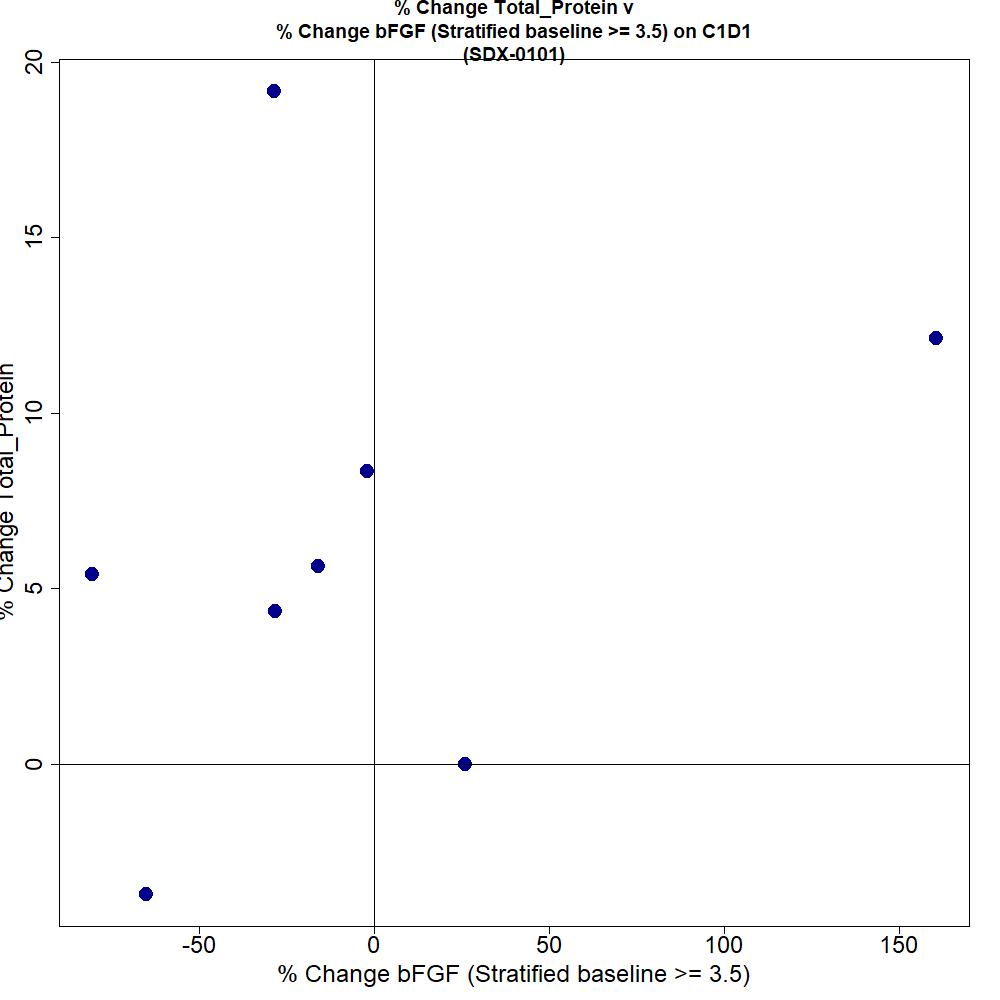 % Change Total_Protein v
% Change bFGF (Stratified baseline >= 3.5) on C1D1
(SDX-0101)
20
15
10
5
0
% Change Total_Protein
-50
0
50
100
150
% Change bFGF (Stratified baseline >= 3.5)